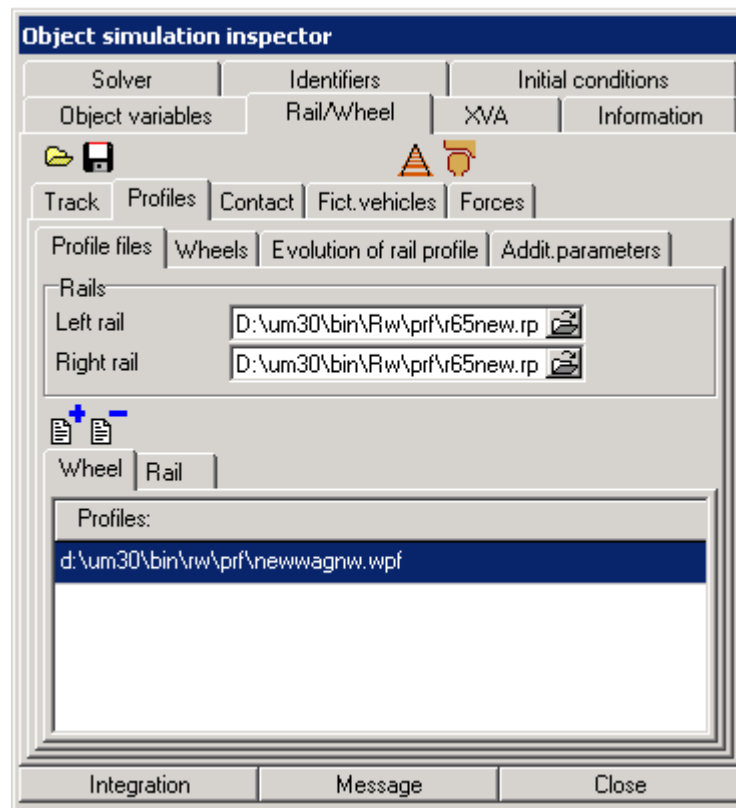 Object simulation inspector
Solver Identifiers Initial conditions
Object variables Rail/Wheel XVA Information
Track Profiles Contact Fict.vehicles Forces
Profile files Wheels Evolution of rail profile Addit.parameters
Rails
Left rail D:\um30\bin\Rw\prf\r65new.rp
Right rail D:\um30\bin\Rw\prf\r65new.rp
Wheel Rail
Profiles:
d:\um30\bin\rw\prf\newwagnw.wpf
Integration Message Close